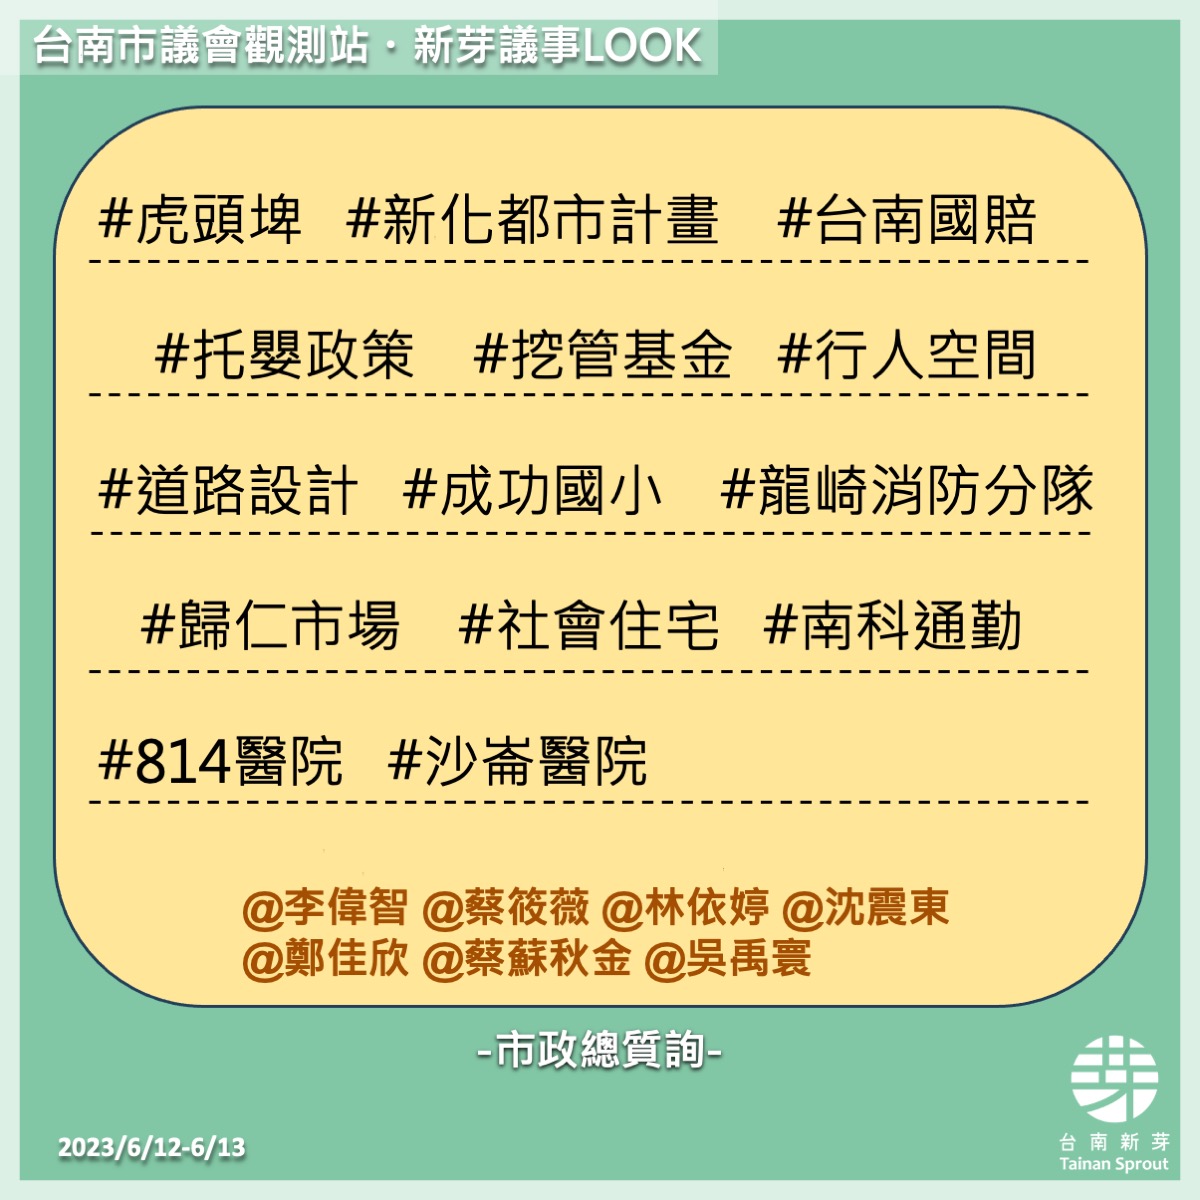 台南市議會觀測站·新芽議事LOOK
#虎頭埤 #新化都市計畫 #台南國賠
#托嬰政策 #挖管基金 #行人空間
#道路設計 #成功國小 #龍崎消防分隊
#歸仁市場 #社會住宅 #南科通勤
#814醫院 #沙崙醫院
@李偉智 @蔡筱薇 @林依婷 @沈震東
@鄭佳欣 @蔡蘇秋金 @吳禹寰
-市政總質詢-
2023/6/12-6/13
台南新芽
Tainan Sprout